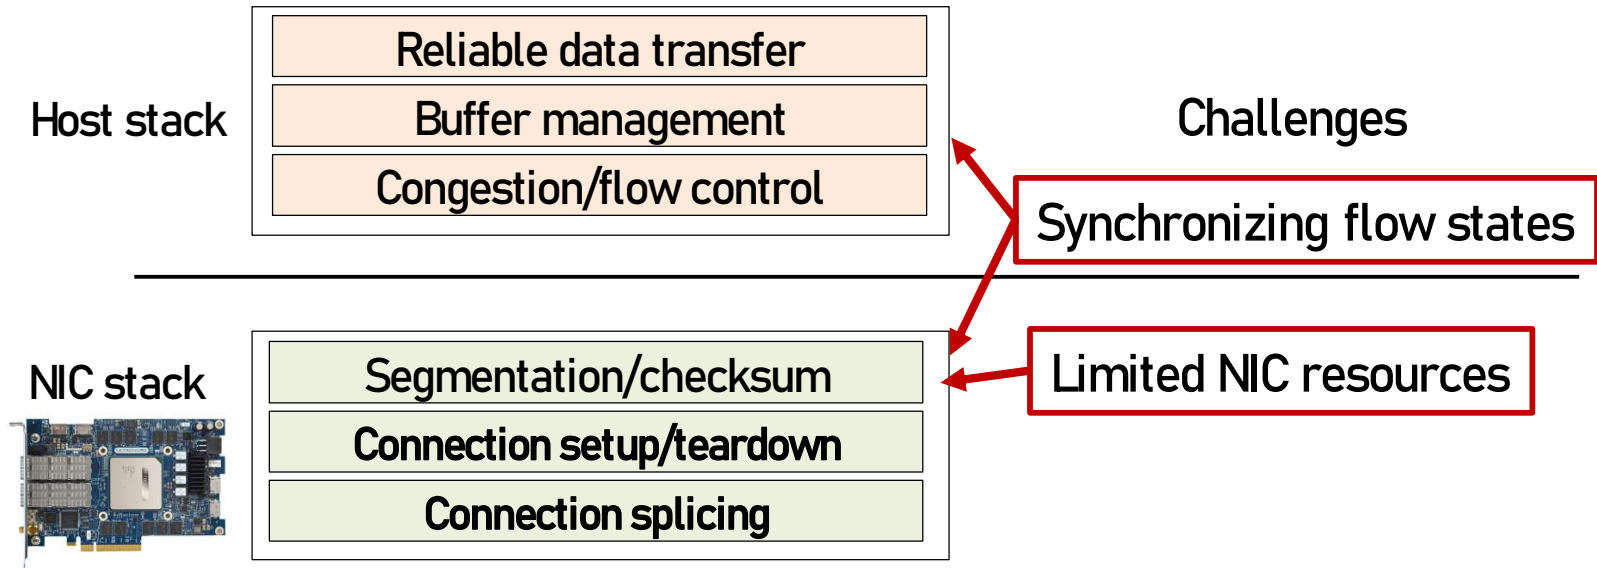 Reliable data transfer
Host stack
Buffer management
Challenges
Congestion/flow control
Synchronizing flow states
NIC stack
Segmentation/checksum
Limited NIC resources
Connection setup/teardown
Connection splicing